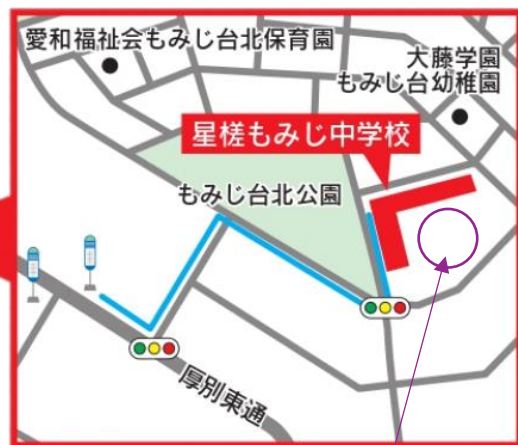 愛和福祉会もみじ台北保育園
大藤学園
もみじ台幼稚園
星槎もみじ中学校
もみじ台北公園
厚別東通